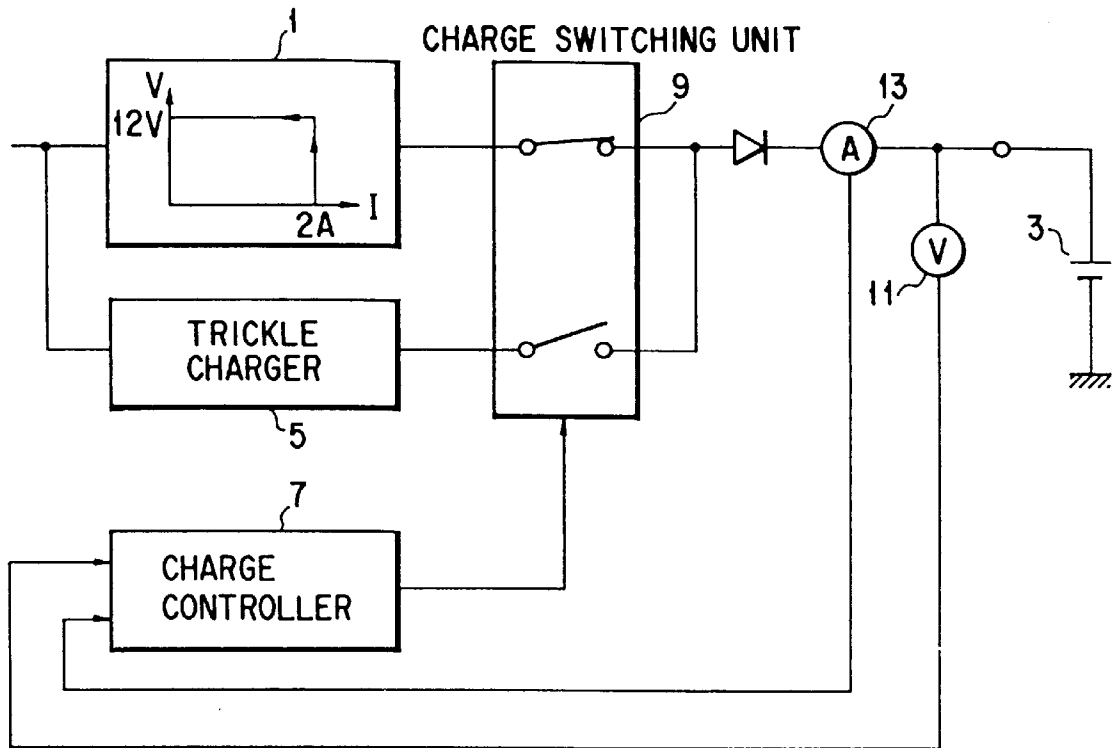 1
CHARGE SWITCHING UNIT
V
12V
2A
I
9
13
A
V
11
3
TRICKLE
CHARGER
5
7
CHARGE
CONTROLLER